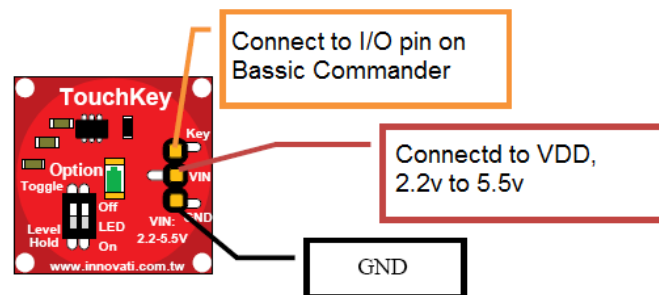 Connect to I/O pin on
Bassic Commander
TouchKey
Key
Connectd to VDD,
2.2v to 5.5v
VIN
Option
Toggle
Off
GND
LED
VIN:
Level
Hold
On
2.2-5.5V
GND
www.innovati.com.tw